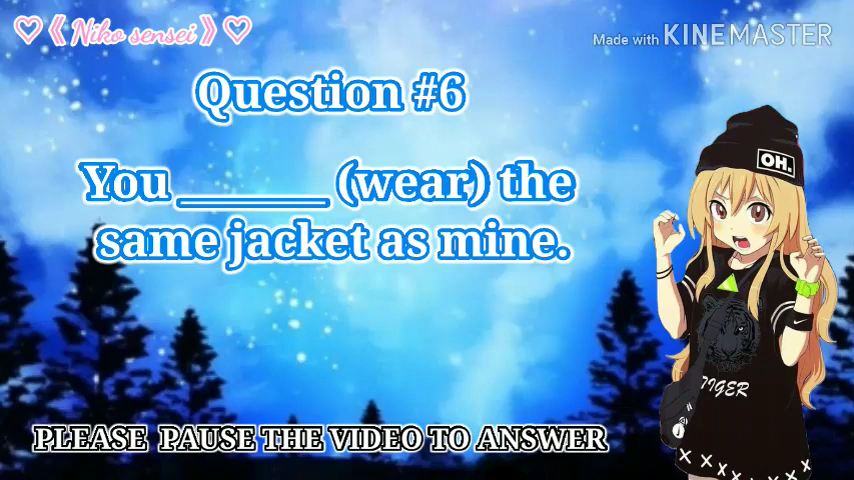 ♡《 Niko sensei 》♡
Made with KINEMASTER
Question #6
You ______ (wear) the
same jacket as mine.
OH.
TIGER
PLEASE PAUSE THE VIDEO TO ANSWER